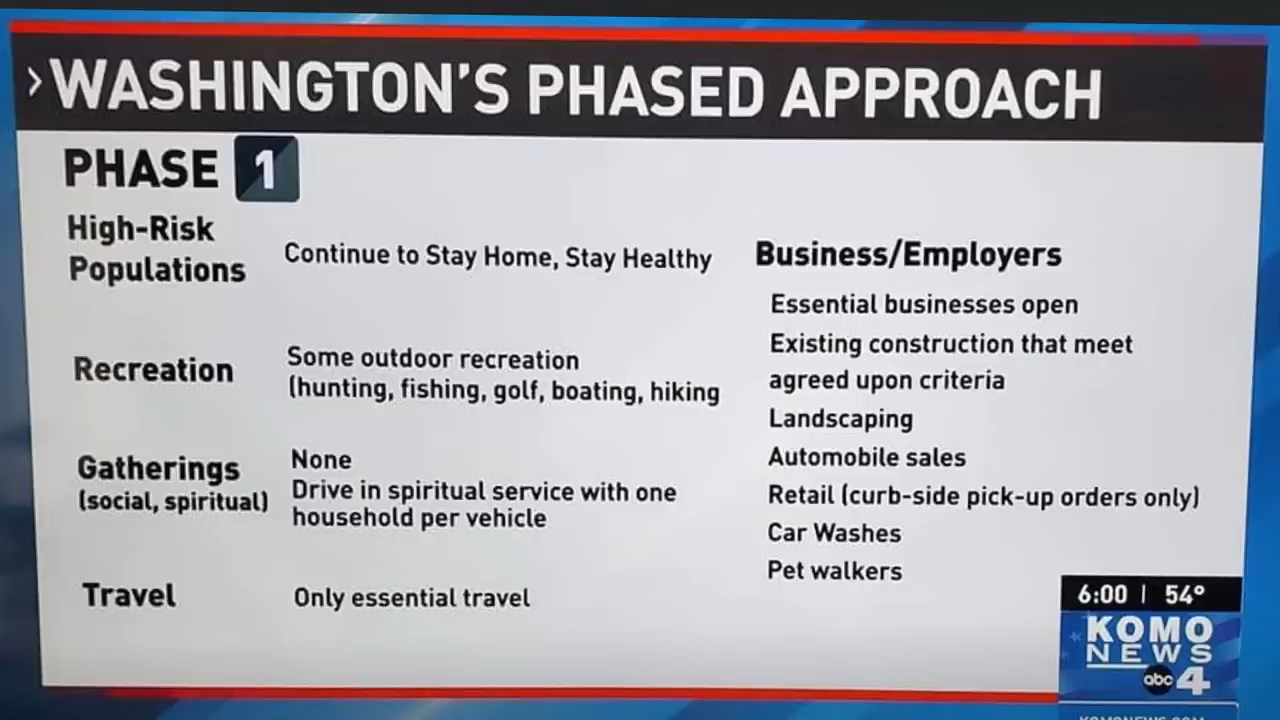 WASHINGTON'S PHASED APPROACH
PHASE 1
High-Risk
Populations
Continue to Stay Home, Stay Healthy
Recreation
Some outdoor recreation
(hunting, fishing, golf, boating, hiking
Gatherings
(social, spiritual)
None
Drive in spiritual service with one
household per vehicle
Travel
Only essential travel
Business/Employers
Essential businesses open
Existing construction that meet
agreed upon criteria
Landscaping
Automobile sales
Retail (curb-side pick-up orders only)
Car Washes
Pet walkers
6:00 | 54°
KOMO
NEWS
abc 4
KOMONEWS.COM